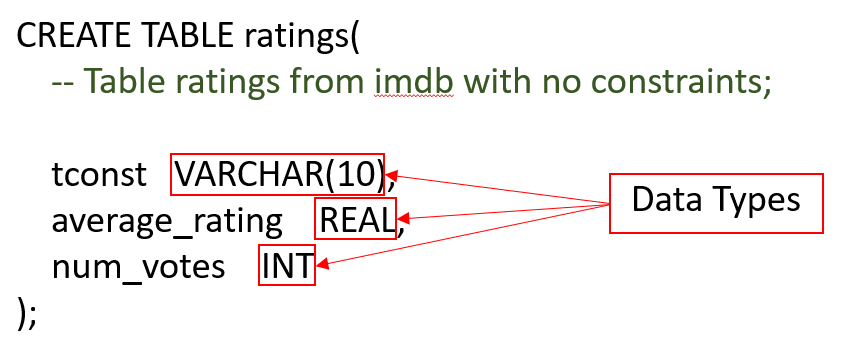 CREATE TABLE ratings(
-- Table ratings from imdb with no constraints;
tconst VARCHAR(10),
average_rating REAL,
num_votes INT
);
Data Types